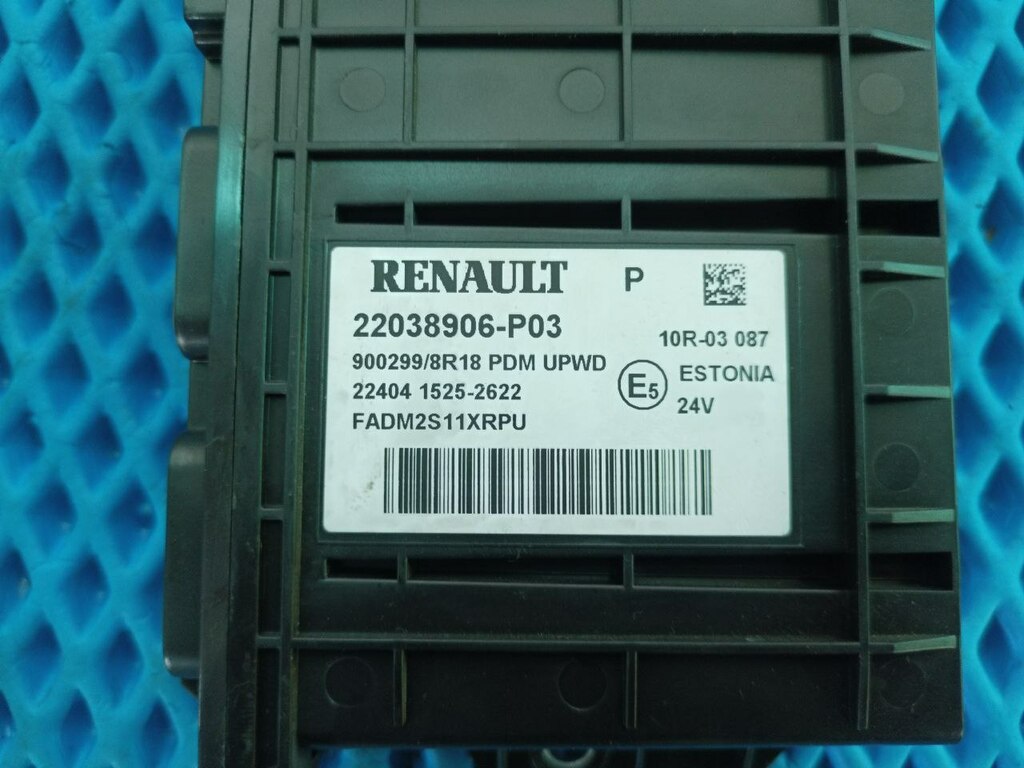 RENAULT P
22038906-P03
10R-03 087
900299/8R18 PDM UPWD
E5 ESTONIA
22404 1525-2622
24V
FADM2S11XRPU